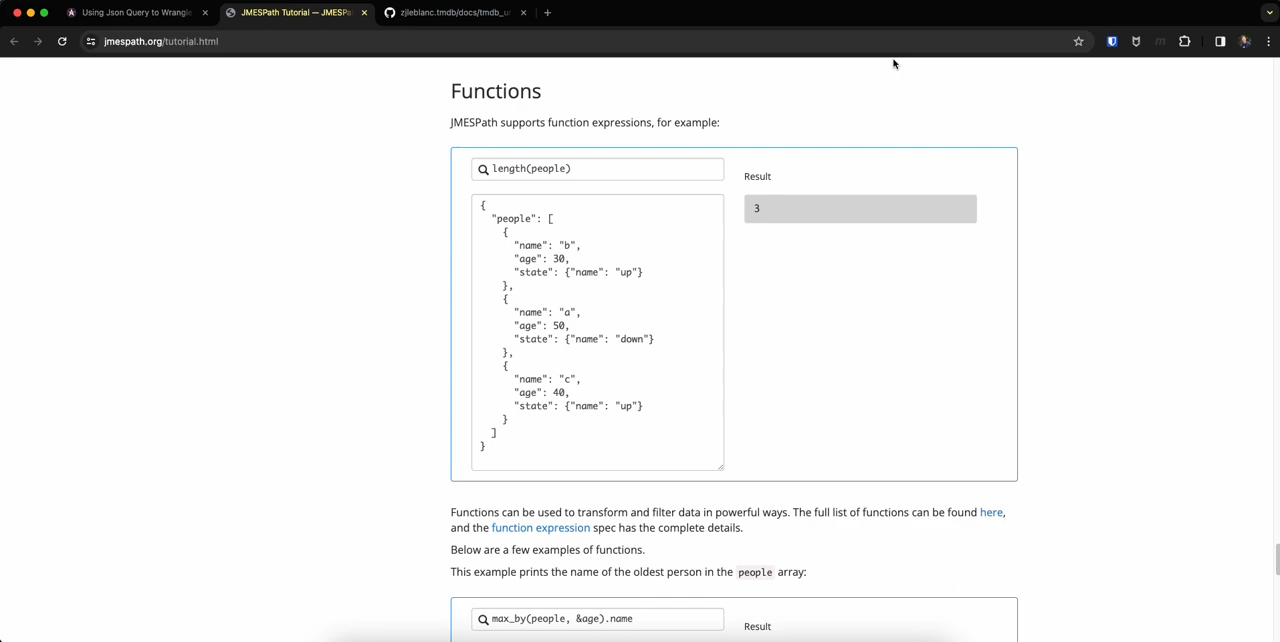 Using Json Query to Wrangle
JMESPath Tutorial — JMESPa
zjleblanc.tmdb/docs/tmdb_ur
jmespath.org/tutorial.html
Functions
JMESPath supports function expressions, for example:
length(people)
Result
3
{
"people": [
{
"name": "b",
"age": 30,
"state": {"name": "up"}
},
{
"name": "a",
"age": 50,
"state": {"name": "down"}
},
{
"name": "c",
"age": 40,
"state": {"name": "up"}
}
]
}
Functions can be used to transform and filter data in powerful ways. The full list of functions can be found here,
and the function expression spec has the complete details.
Below are a few examples of functions.
This example prints the name of the oldest person in the people array:
max_by(people, &age).name
Result